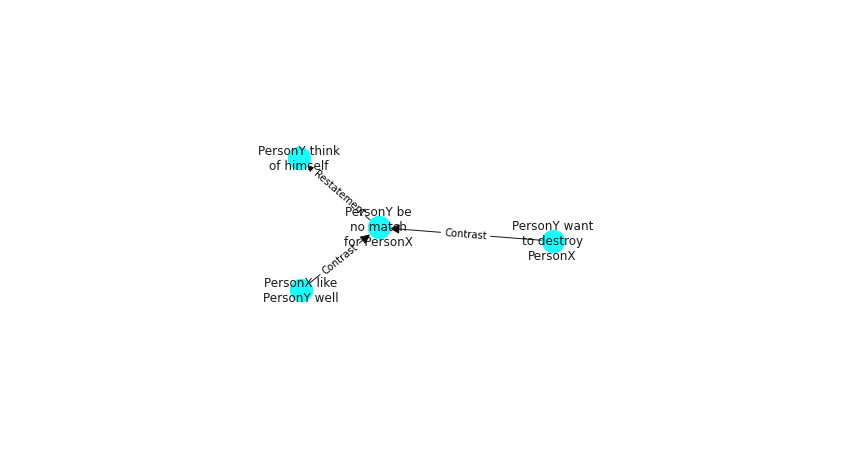 PersonY think
of himself
Restatement
PersonY be
no match
for PersonX
Contrast
PersonY want
to destroy
PersonX
Contrast
PersonX like
PersonY well